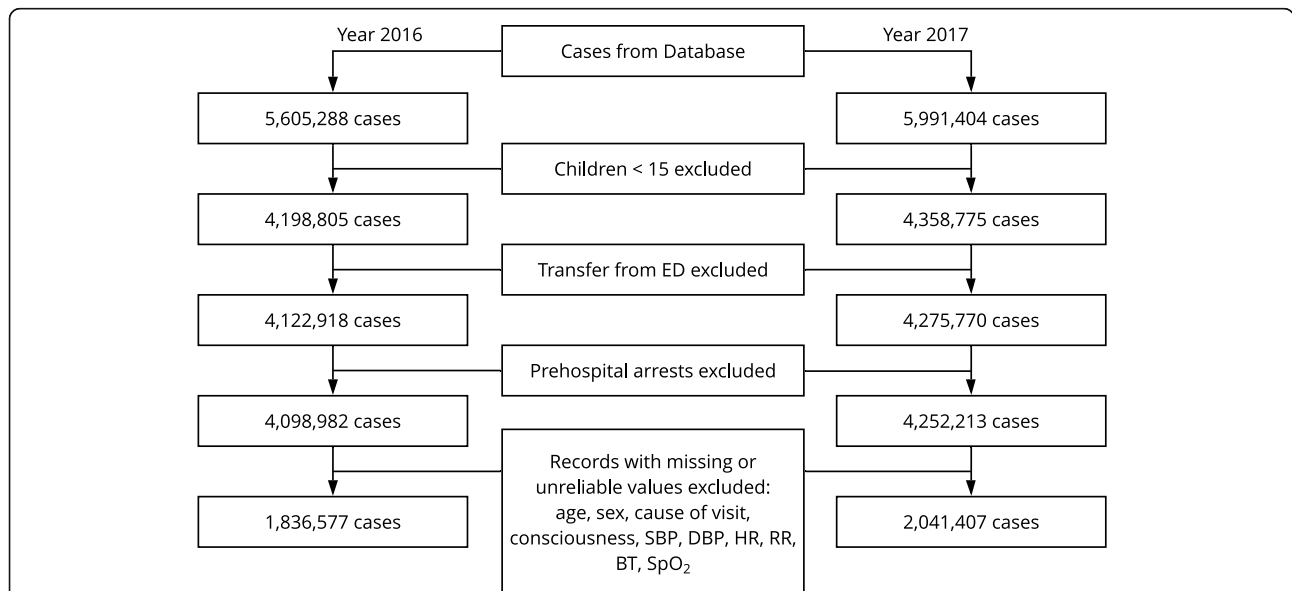 Year 2016
Cases from Database
Year 2017
5,605,288 cases
5,991,404 cases
Children < 15 excluded
4,198,805 cases
4,358,775 cases
Transfer from ED excluded
4,122,918 cases
4,275,770 cases
Prehospital arrests excluded
4,098,982 cases
4,252,213 cases
Records with missing or
unreliable values excluded:
age, sex, cause of visit,
consciousness, SBP, DBP, HR, RR,
BT, SpO₂
1,836,577 cases
2,041,407 cases